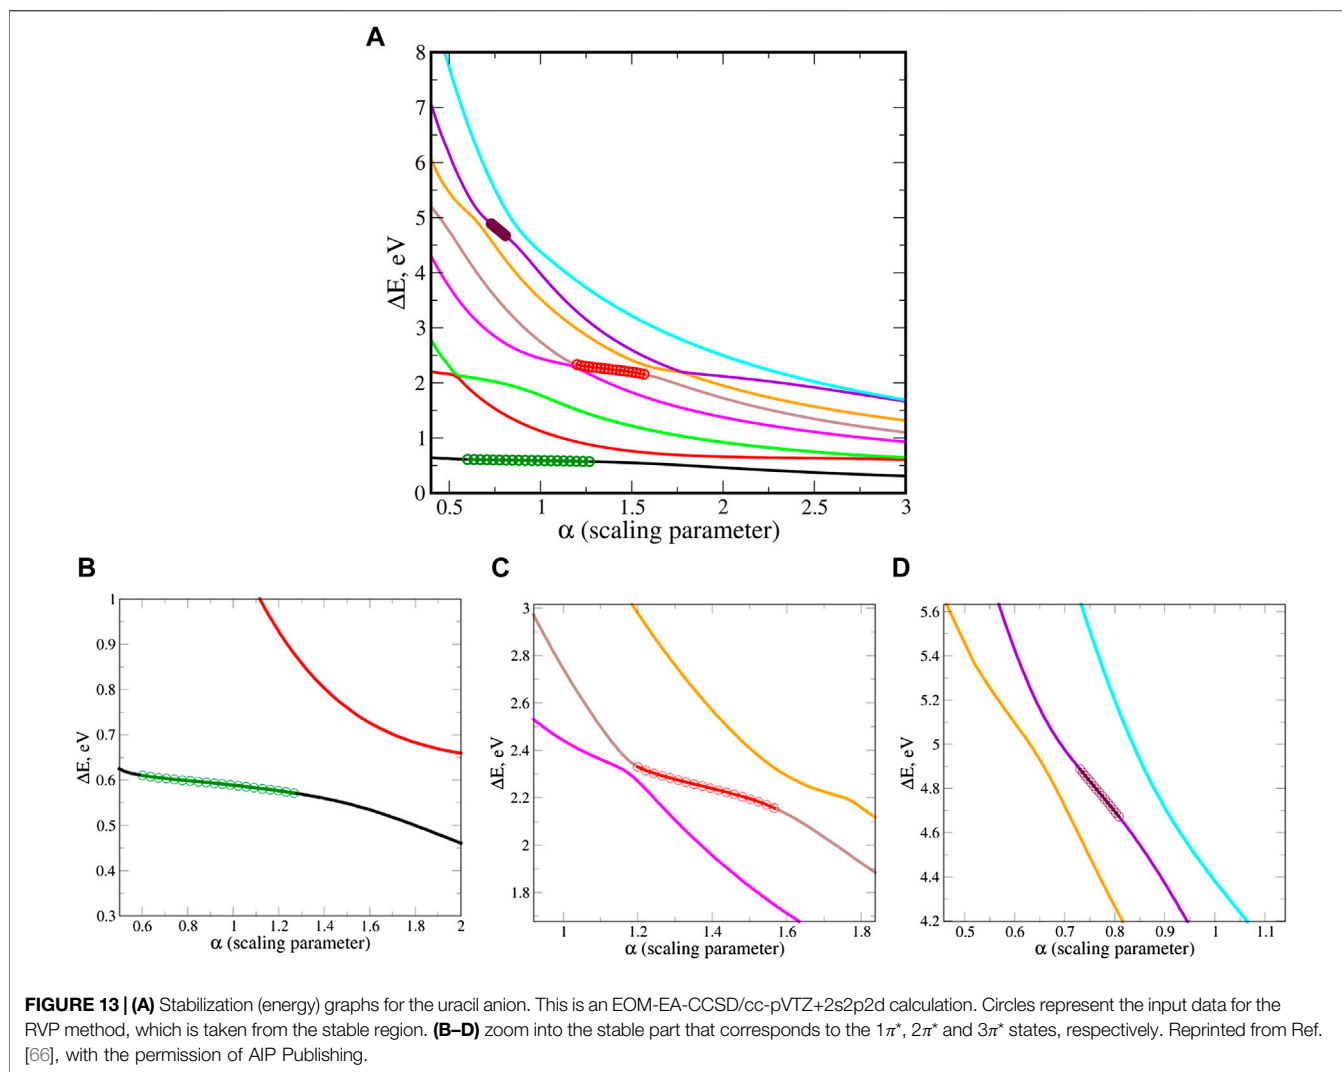 A
8
7
6
5
4
3
2
1
0
ΔE, eV
0.5 1 1.5 2 2.5 3
α (scaling parameter)
B
1
0.9
0.8
0.7
0.6
0.5
0.4
0.3
ΔE, eV
0.6 0.8 1 1.2 1.4 1.6 1.8 2
α (scaling parameter)
C
3
2.8
2.6
2.4
2.2
2
1.8
ΔE, eV
1 1.2 1.4 1.6 1.8
α (scaling parameter)
D
5.6
5.4
5.2
5
4.8
4.6
4.4
4.2
ΔE, eV
0.5 0.6 0.7 0.8 0.9 1 1.1
α (scaling parameter)
FIGURE 13 | (A) Stabilization (energy) graphs for the uracil anion. This is an EOM-EA-CCSD/cc-pVTZ+2s2p2d calculation. Circles represent the input data for the
RVP method, which is taken from the stable region. (B–D) zoom into the stable part that corresponds to the 1π*, 2π* and 3π* states, respectively. Reprinted from Ref.
[66], with the permission of AIP Publishing.